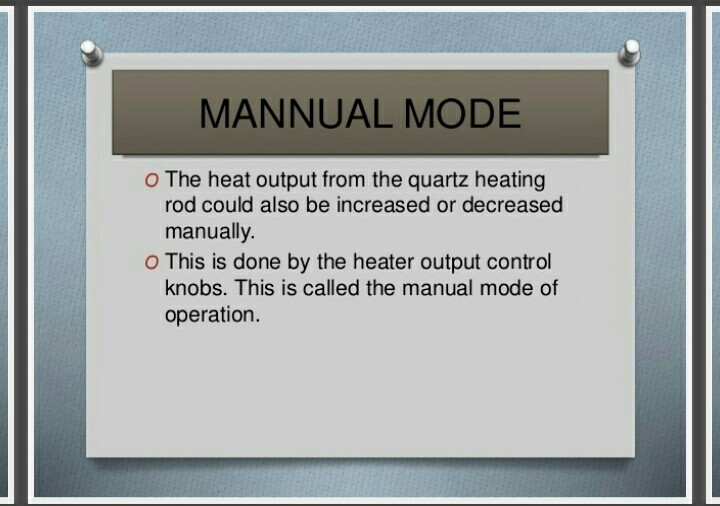 MANNUAL MODE
The heat output from the quartz heating
rod could also be increased or decreased
manually.
This is done by the heater output control
knobs. This is called the manual mode of
operation.